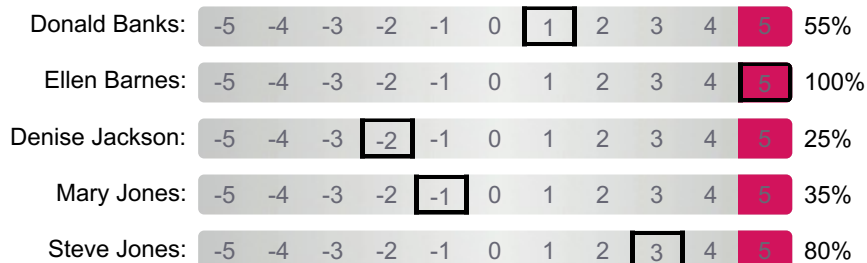 Donald Banks: -5 -4 -3 -2 -1 0 1 2 3 4 5 55%
Ellen Barnes: -5 -4 -3 -2 -1 0 1 2 3 4 5 100%
Denise Jackson: -5 -4 -3 -2 -1 0 1 2 3 4 5 25%
Mary Jones: -5 -4 -3 -2 -1 0 1 2 3 4 5 35%
Steve Jones: -5 -4 -3 -2 -1 0 1 2 3 4 5 80%